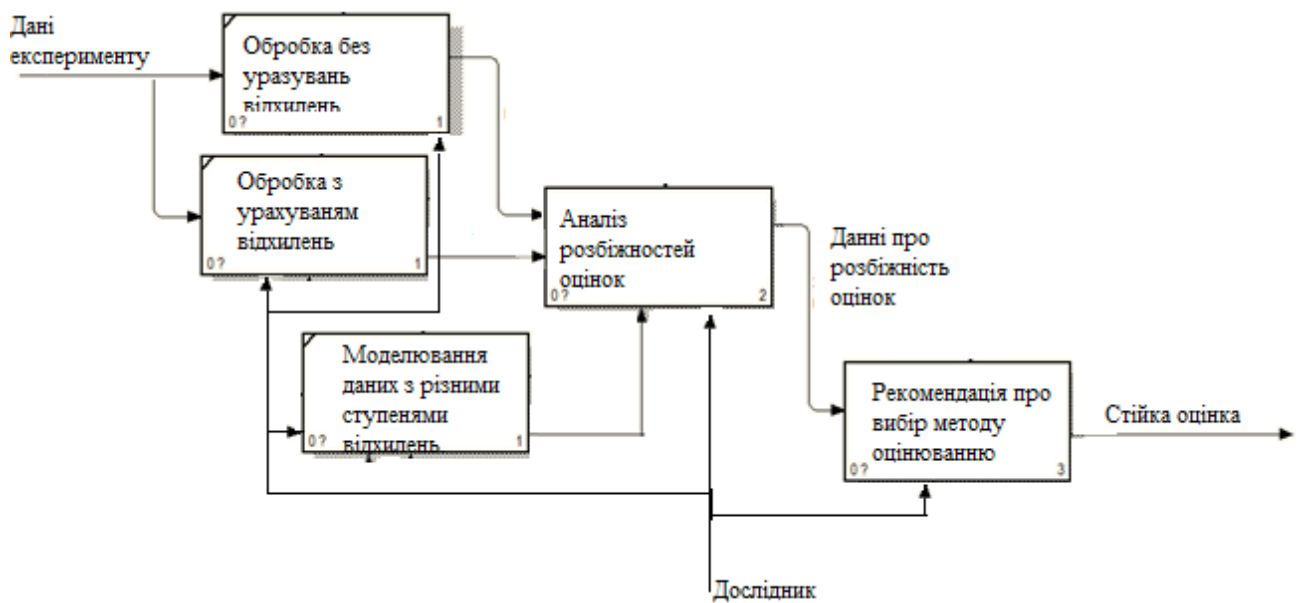 Дані
експерименту
Обробка без
уразувань
відхилень
0 ?
1
Обробка з
урахуваням
відхилень
0 ?
1
Аналіз
розбіжностей
оцінок
0 ?
2
Данні про
розбіжність
оцінок
Моделювання
даних з різними
ступенями
відхилень
0 ?
1
Рекомендація про
вибір методу
оцінюванню
0 ?
3
Стійка оцінка
Дослідник